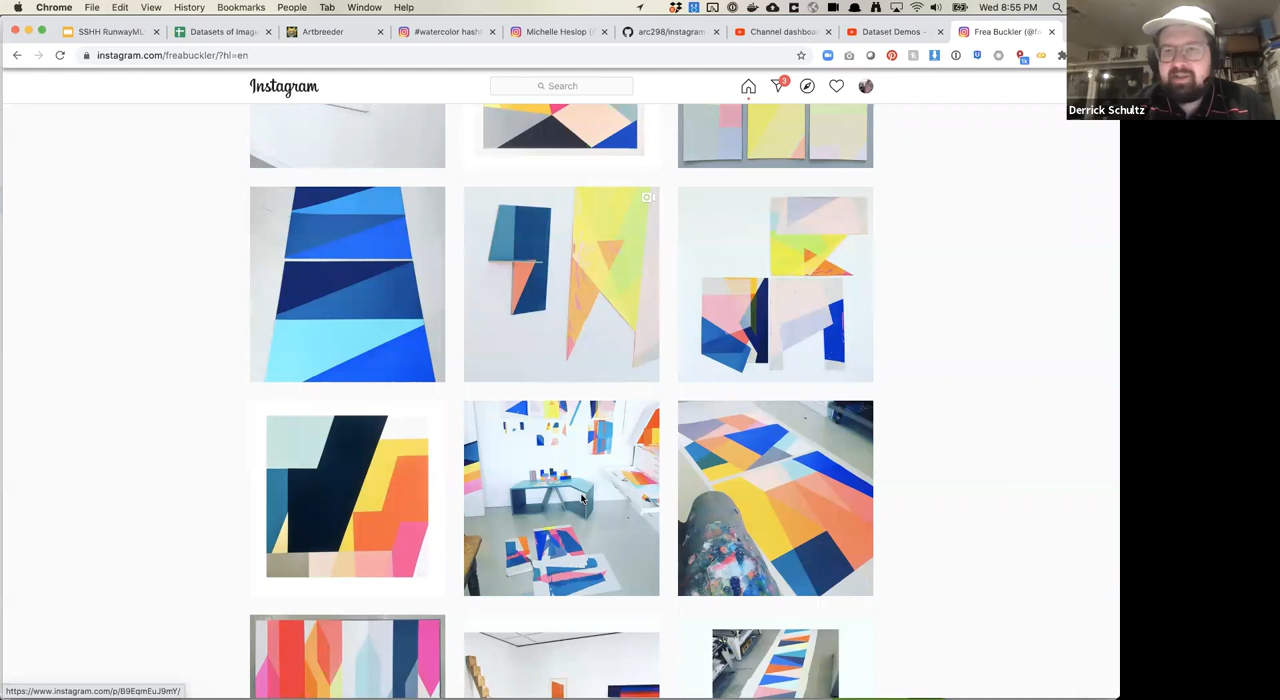 Chrome File Edit View History Bookmarks People Tab Window Help Wed 8:55 PM
SSHH RunwayML Datasets of Imag Artbreeder #watercolor hash Michelle Heslop ( arc298/instagram Channel dashboa Dataset Demos - Frea Buckler (@fr
instagram.com/freabuckler/?hl=en
Instagram Search 3
Derrick Schultz
https://www.instagram.com/p/B9EqmEuJ9mY/